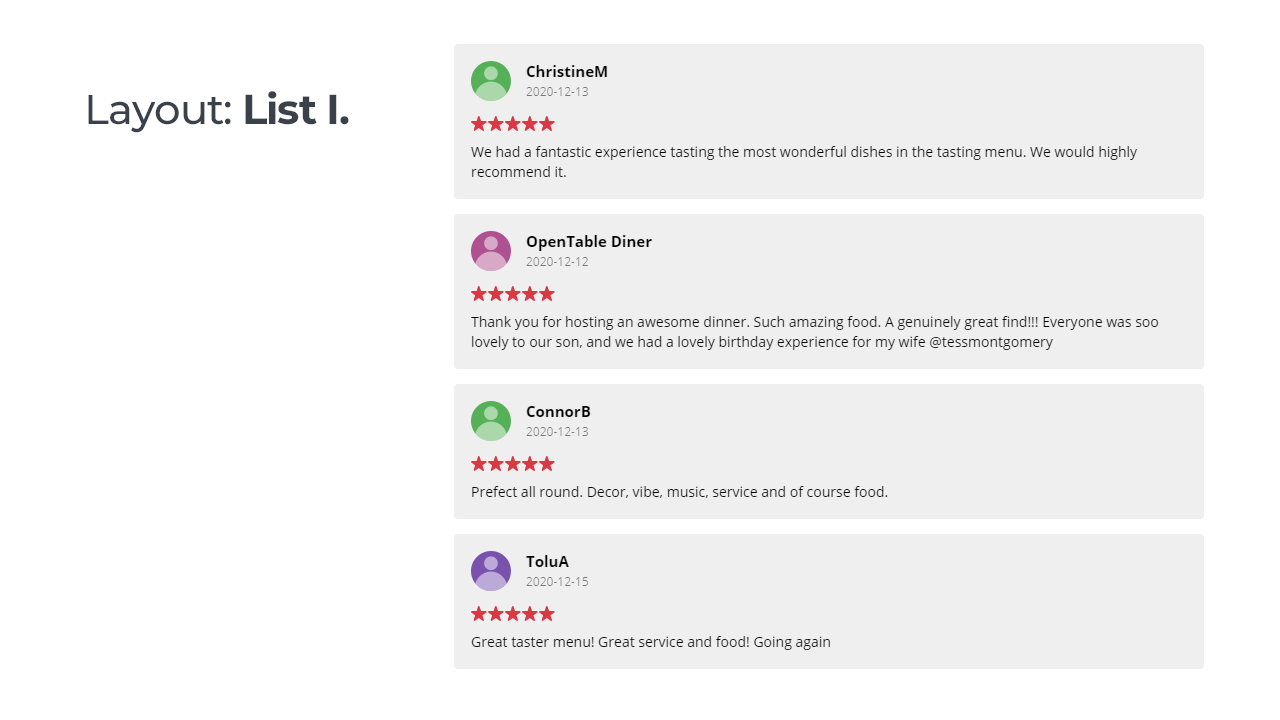 Layout: List I.
ChristineM
2020-12-13
We had a fantastic experience tasting the most wonderful dishes in the tasting menu. We would highly
recommend it.
OpenTable Diner
2020-12-12
Thank you for hosting an awesome dinner. Such amazing food. A genuinely great find!!! Everyone was soo
lovely to our son, and we had a lovely birthday experience for my wife @tessmontgomery
ConnorB
2020-12-13
Prefect all round. Decor, vibe, music, service and of course food.
ToluA
2020-12-15
Great taster menu! Great service and food! Going again